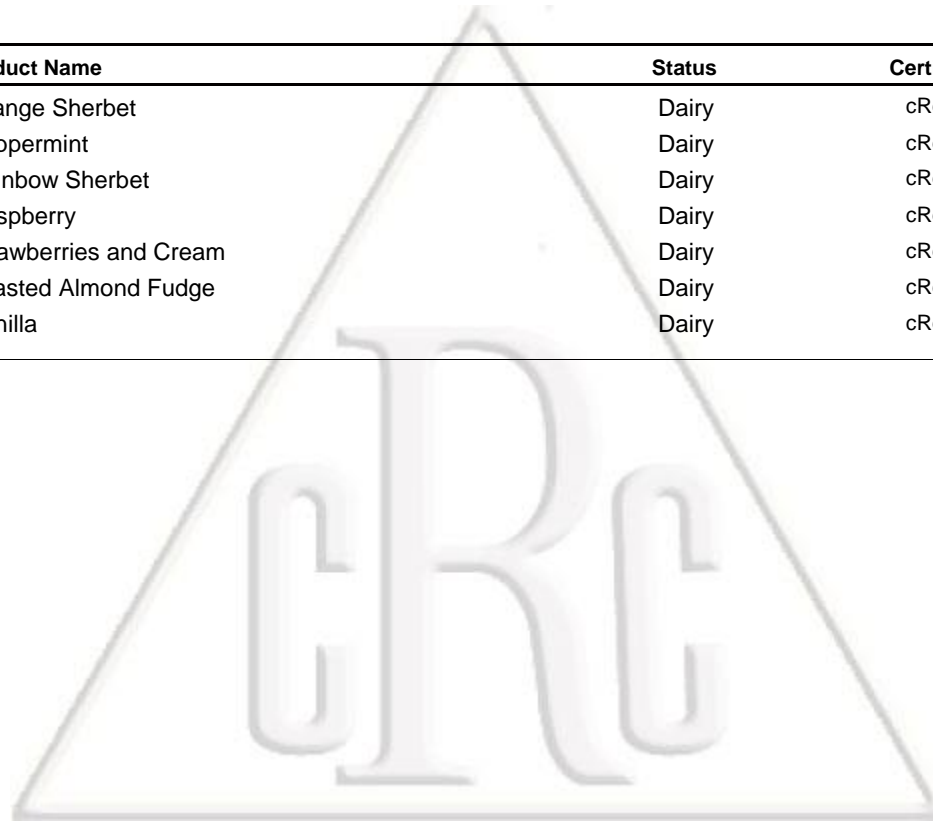 duct Name Status Cert
ange Sherbet Dairy cR
ppermint Dairy cR
nbow Sherbet Dairy cR
spberry Dairy cR
awberries and Cream Dairy cR
asted Almond Fudge Dairy cR
nilla Dairy cR
cRc